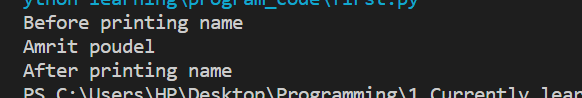 ython learning\program_code\first.py
Before printing name
Amrit poudel
After printing name
PS C:\Users\HP\Desktop\Programming\1 Currently lear